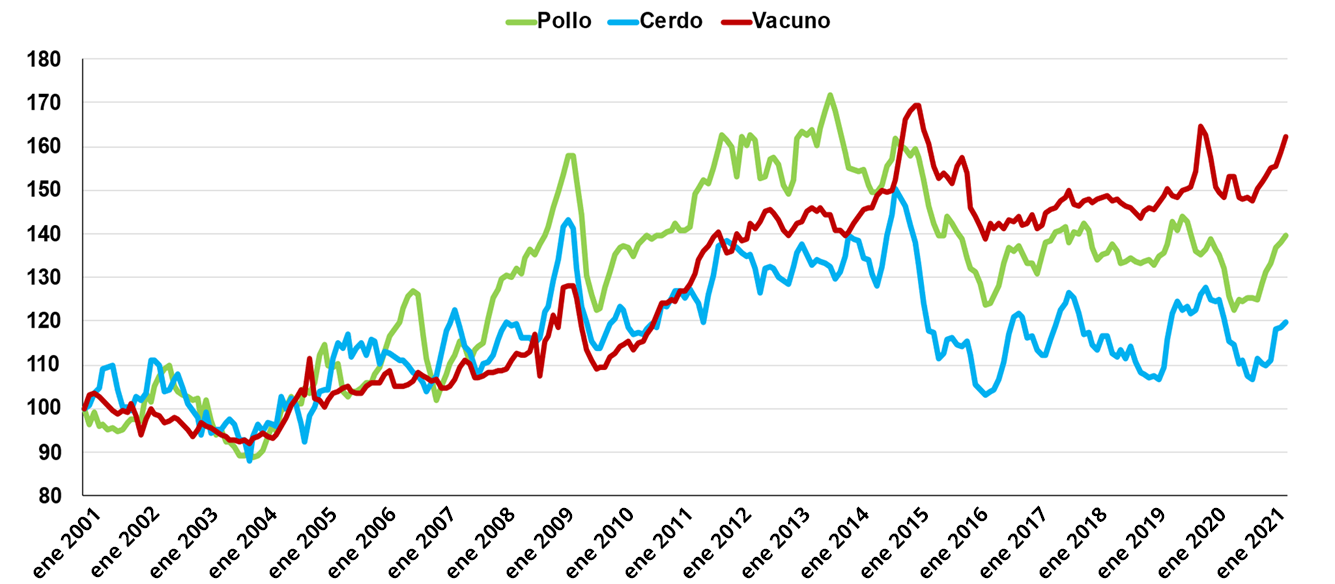 Pollo Cerdo Vacuno
180
170
160
150
140
130
120
110
100
90
80
ene 2001
ene 2002
ene 2003
ene 2004
ene 2005
ene 2006
ene 2007
ene 2008
ene 2009
ene 2010
ene 2011
ene 2012
ene 2013
ene 2014
ene 2015
ene 2016
ene 2017
ene 2018
ene 2019
ene 2020
ene 2021